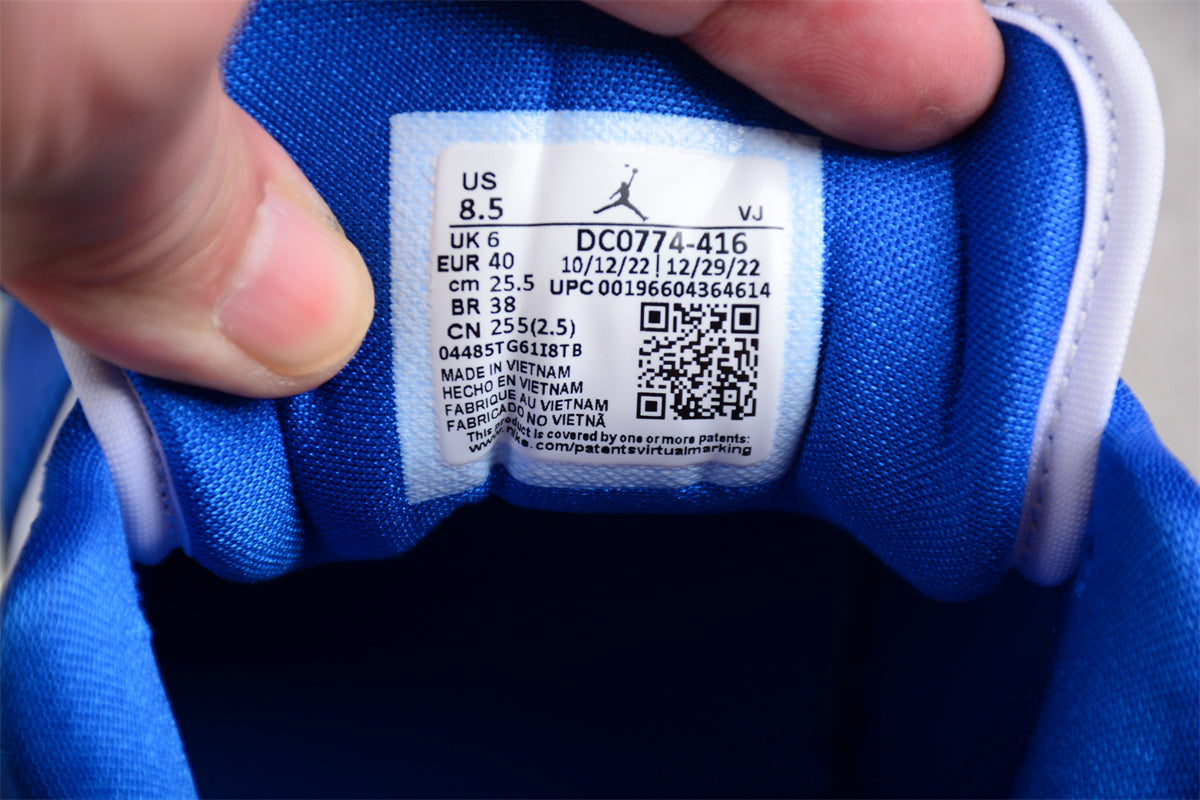 US
8.5
VJ
UK 6
EUR 40
cm 25.5
BR 38
CN 255(2.5)
DC0774-416
10/12/22 | 12/29/22
UPC 00196604364614
04485TG61I8TB
MADE IN VIETNAM
HECHO EN VIETNAM
FABRIQUE AU VIETNAM
FABRICADO NO VIETNÃ
This product is covered by one or more patents:
www.nike.com/patentsvirtualmarking